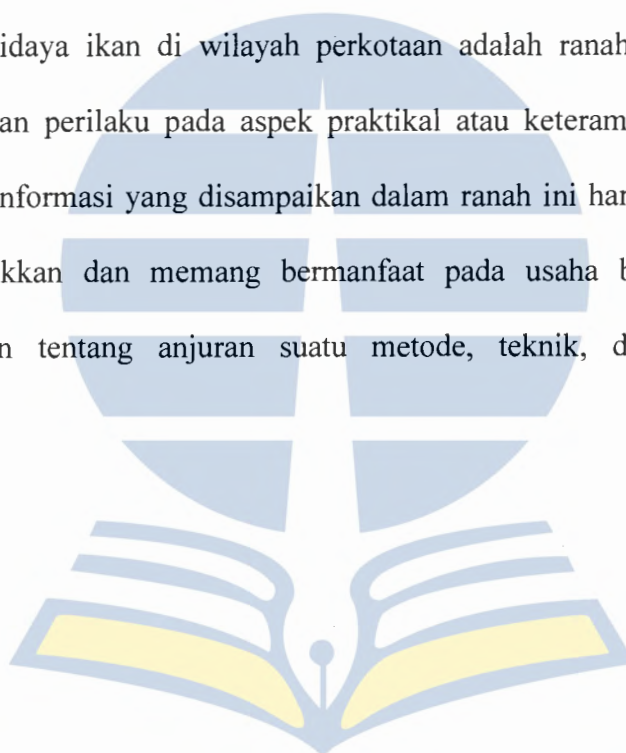 idaya ikan di wilayah perkotaan adalah ranah
an perilaku pada aspek praktikal atau keteram
nformasi yang disampaikan dalam ranah ini har
kkan dan memang bermanfaat pada usaha b
n tentang anjuran suatu metode, teknik, d